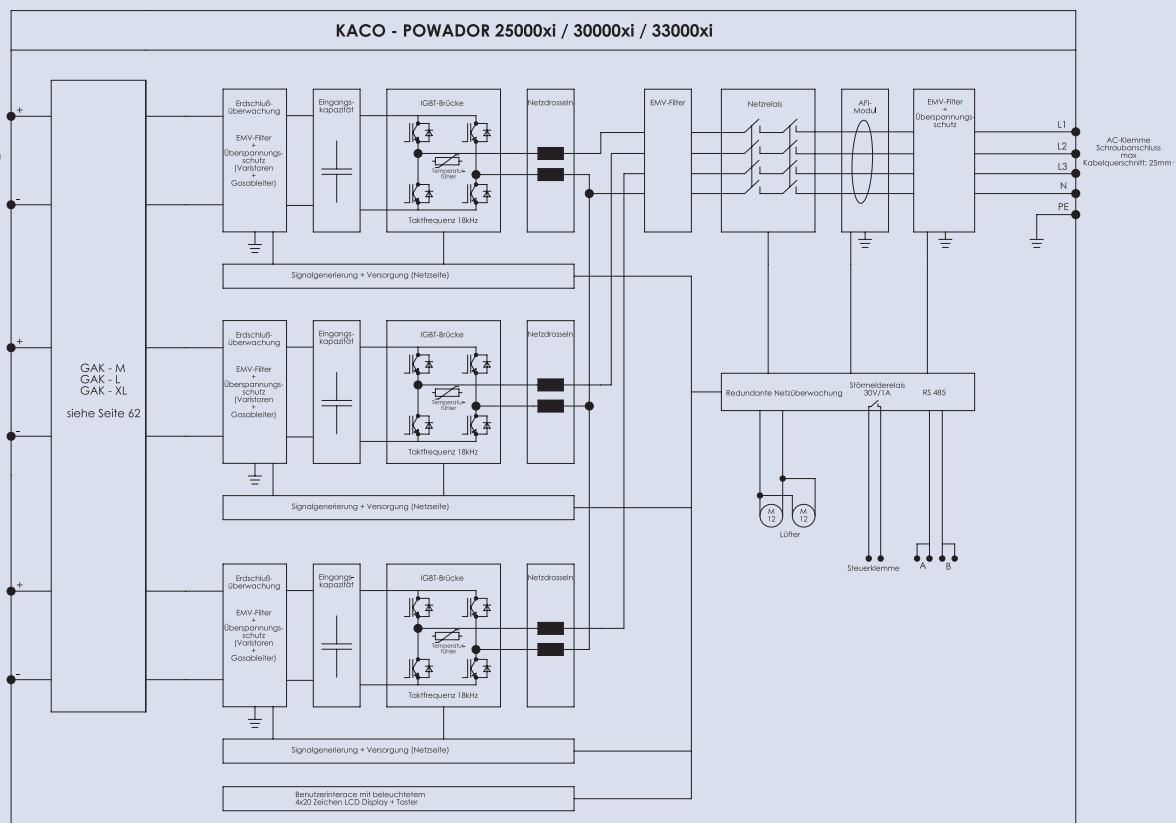 KACO - POWADOR 25000xi / 30000xi / 33000xi
+
-
+
-
+
-
GAK - M
GAK - L
GAK - XL
siehe Seite 62
Erdschluß-
überwachung
EMV-Filter
+
Überspannungs-
schutz
(Varistoren
+
Gasableiter)
Eingangs-
kapazität
IGBT-Brücke
Temperatur-
fühler
Taktfrequenz 18kHz
Netzdrosseln
Signalgenerierung + Versorgung (Netzseite)
EMV-Filter
Netzrelais
AFI-
Modul
EMV-Filter
+
Überspannungs-
schutz
L1
L2
L3
N
PE
AC-Klemme
Schraubanschluss
max
Kabelquerschnitt: 25mm
Erdschluß-
überwachung
EMV-Filter
+
Überspannungs-
schutz
(Varistoren
+
Gasableiter)
Eingangs-
kapazität
IGBT-Brücke
Temperatur-
fühler
Taktfrequenz 18kHz
Netzdrosseln
Signalgenerierung + Versorgung (Netzseite)
Redundante Netzüberwachung
Störmelderelais
30V/1A
RS 485
M
12
M
12
Lüfter
Steuerklemme
A
B
Erdschluß-
überwachung
EMV-Filter
+
Überspannungs-
schutz
(Varistoren
+
Gasableiter)
Eingangs-
kapazität
IGBT-Brücke
Temperatur-
fühler
Taktfrequenz 18kHz
Netzdrosseln
Signalgenerierung + Versorgung (Netzseite)
Benutzerinterace mit beleuchtetem
4x20 Zeichen LCD Display + Taster